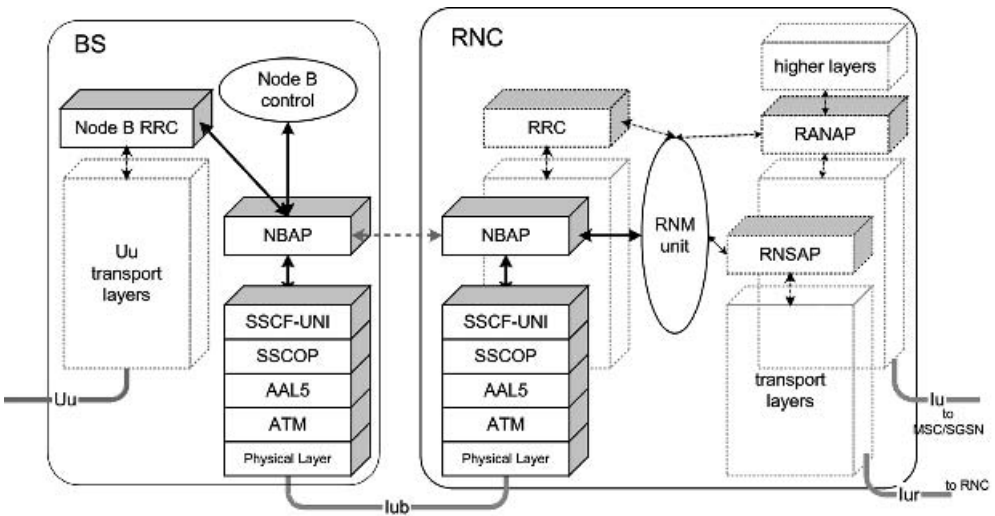 BS
Node B
control
Node B RRC
Uu
transport
layers
NBAP
SSCF-UNI
SSCOP
AAL5
ATM
Physical Layer
Uu
Iub
RNC
higher layers
RRC
RANAP
NBAP
RNM
unit
RNSAP
SSCF-UNI
SSCOP
AAL5
ATM
Physical Layer
transport
layers
Iu
to
MSC/SGSN
Iur
to RNC